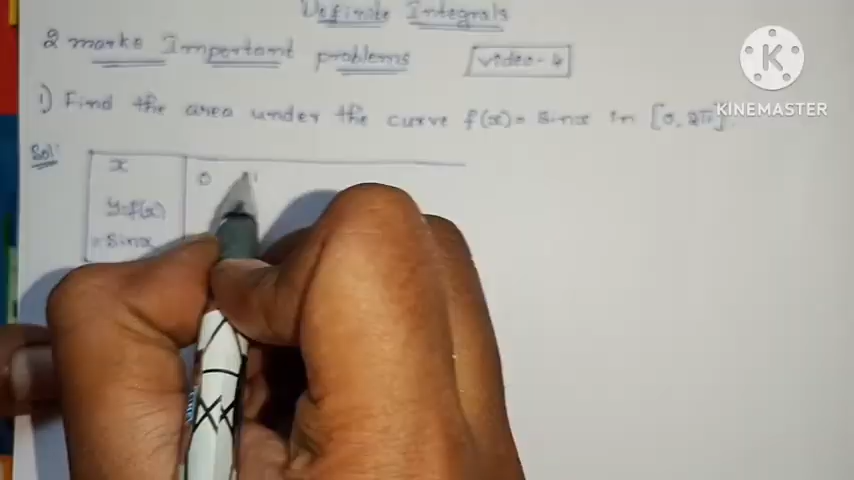 Definite Integrals
2 marks Important problems video-4
1) Find the area under the curve f(x)= sinx in [0, 2π].
Sol:
x 0
y=f(x)
=sinx
K
KINEMASTER